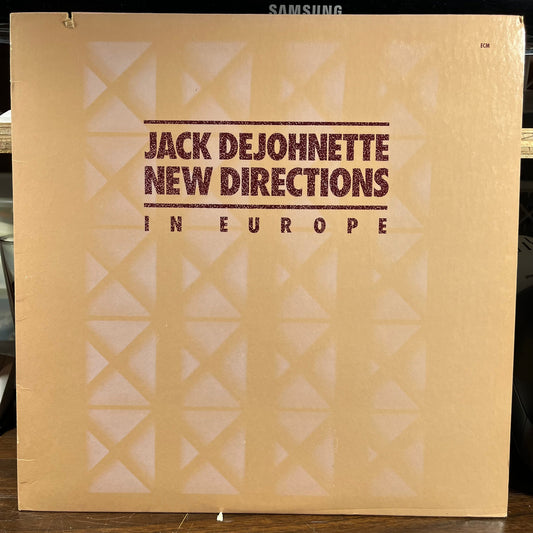 SAMSUNG
ECM
JACK DEJOHNETTE
NEW DIRECTIONS
IN EUROPE